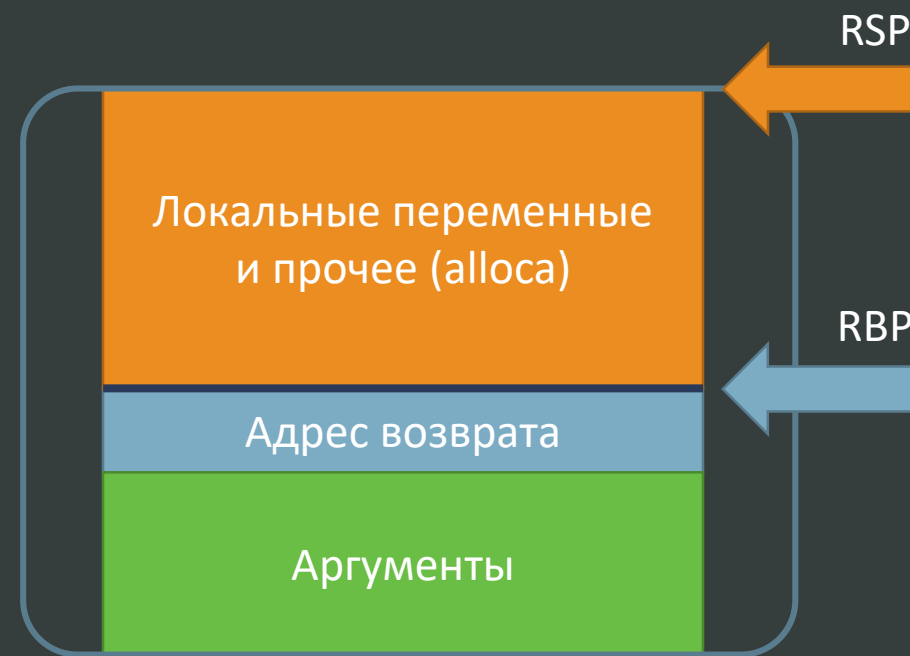 RSP
Локальные переменные
и прочее (alloca)
RBP
Адрес возврата
Аргументы